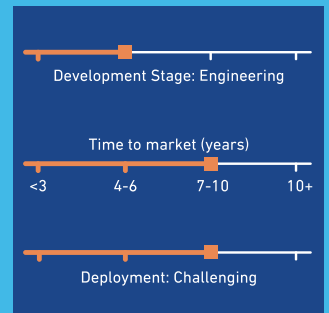 Development Stage: Engineering
Time to market (years)
<3 4-6 7-10 10+
Deployment: Challenging